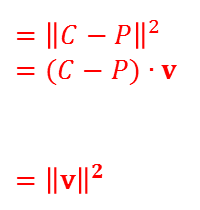 = ‖C − P‖²
= (C − P) · v
= ‖v‖²